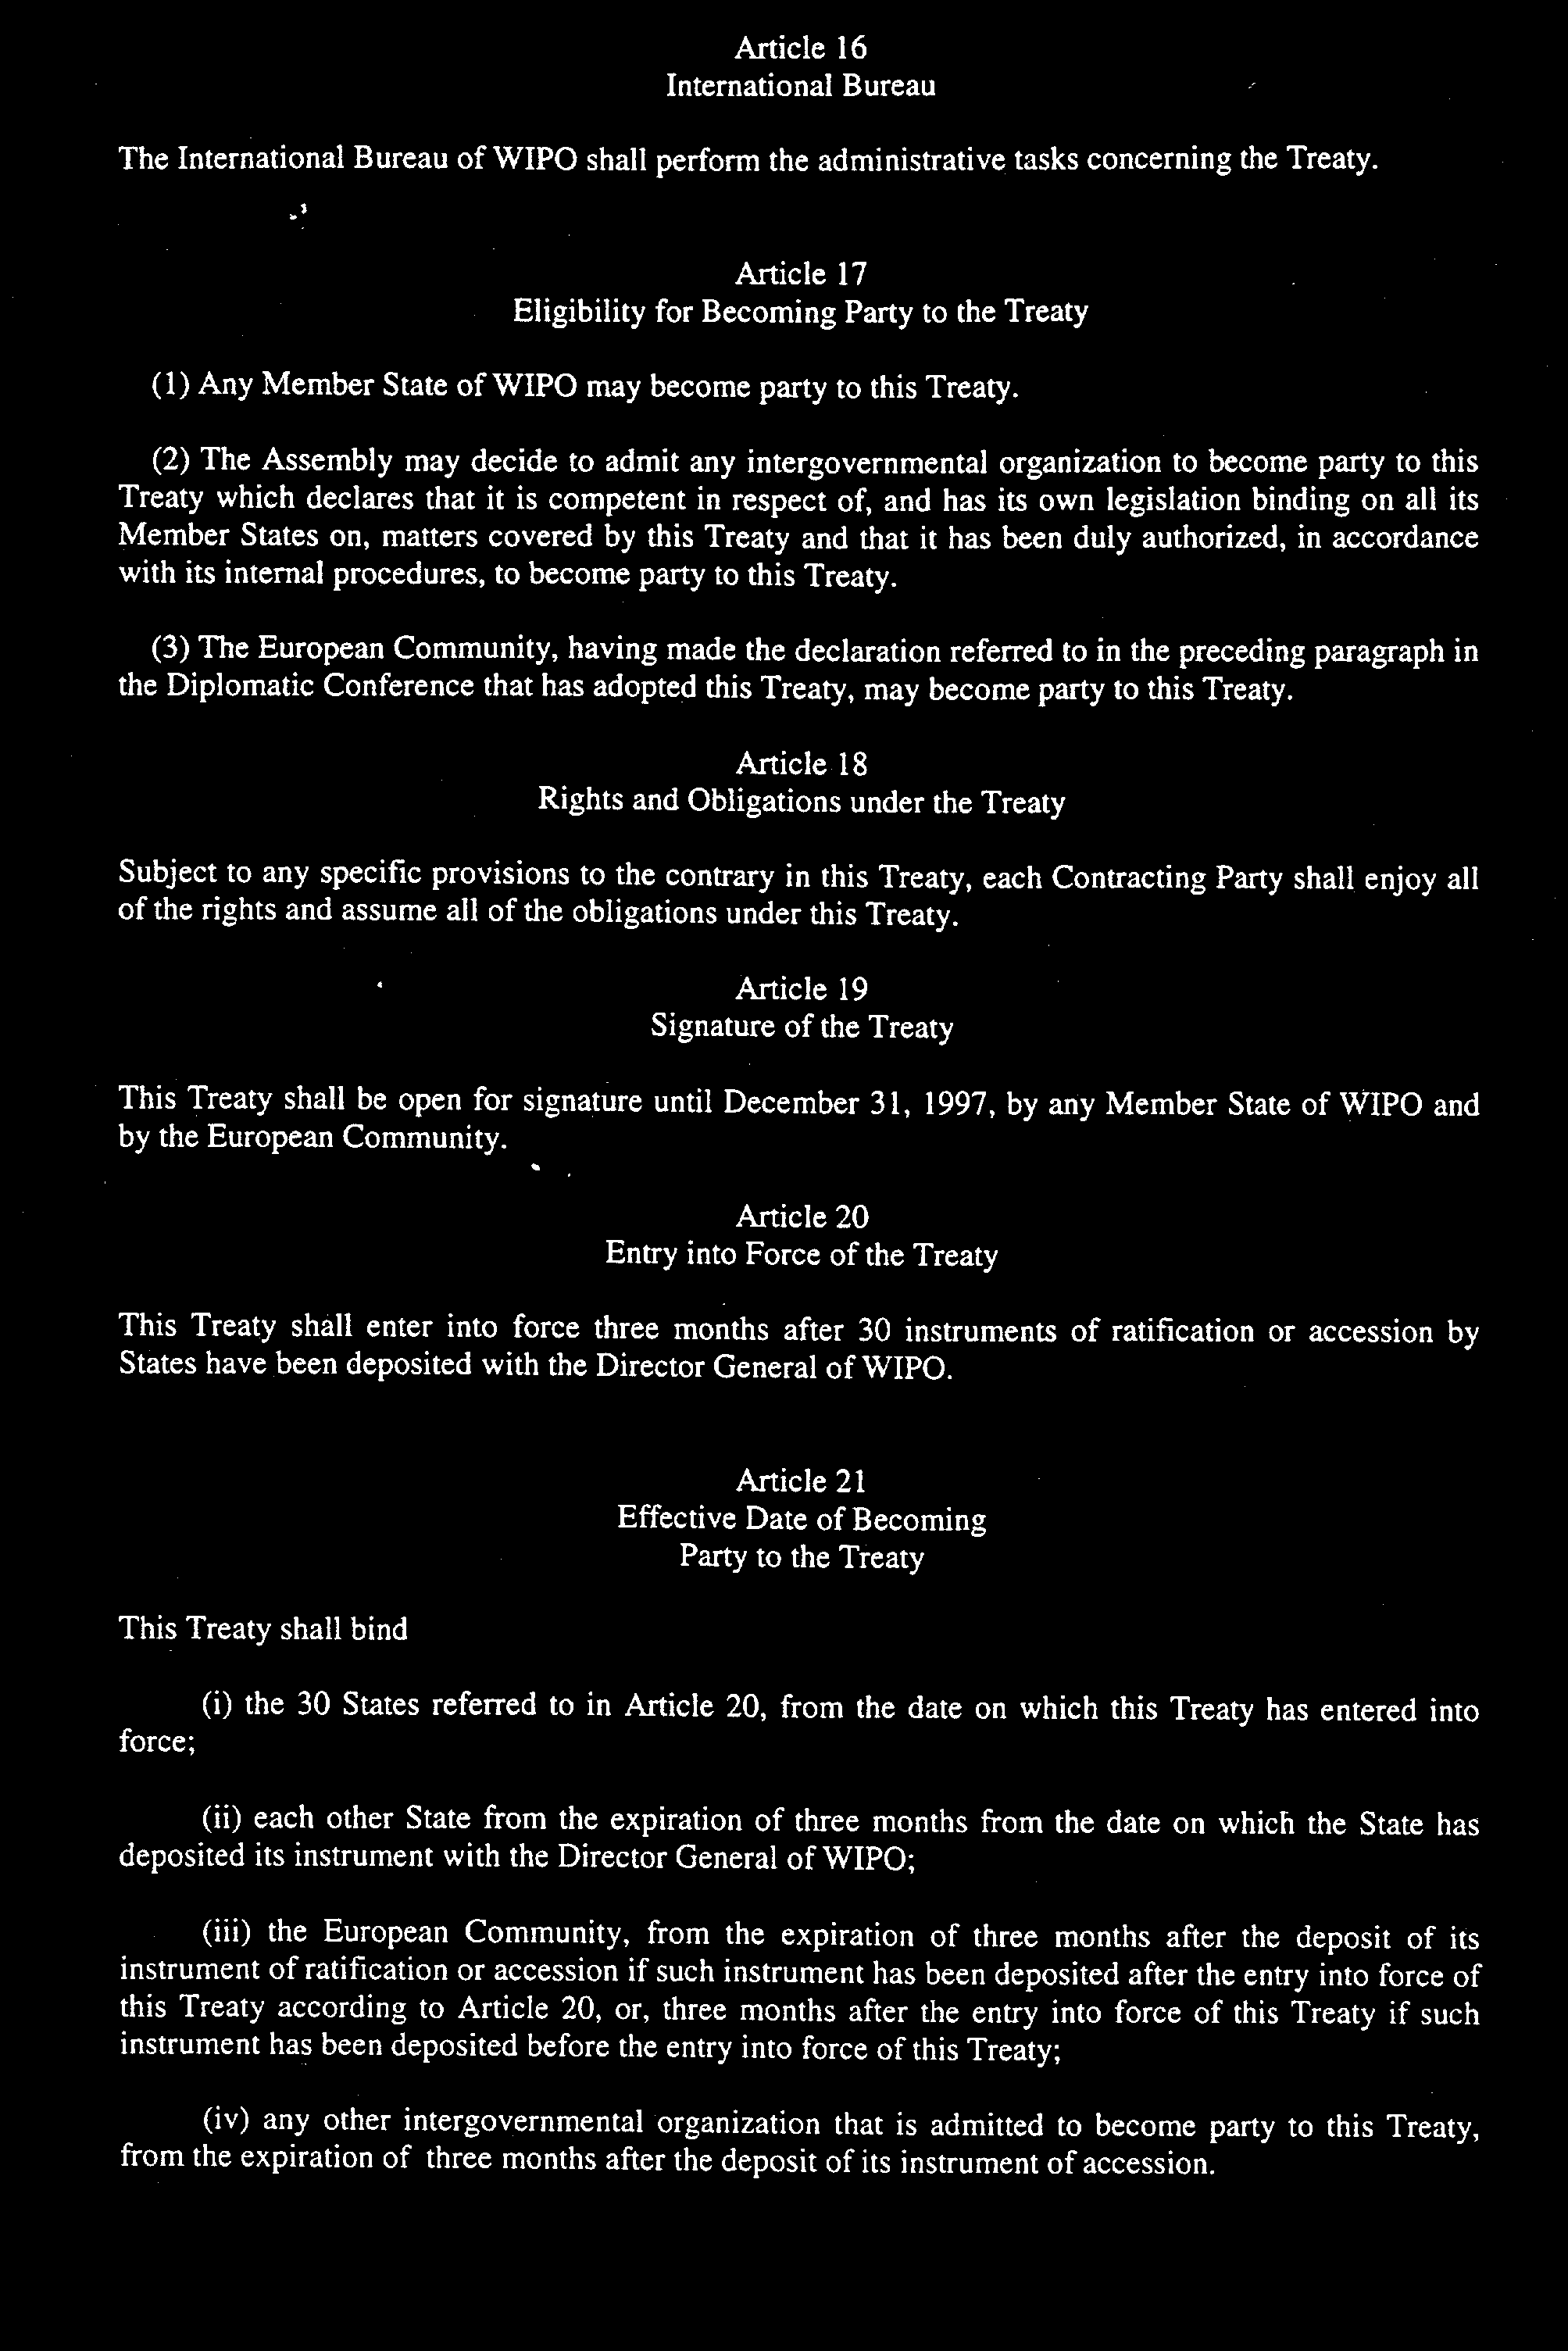 Article 16
International Bureau
The International Bureau of WIPO shall perform the administrative tasks concerning the Treaty.
Article 17
Eligibility for Becoming Party to the Treaty
(1) Any Member State of WIPO may become party to this Treaty.
(2) The Assembly may decide to admit any intergovernmental organization to become party to this
Treaty which declares that it is competent in respect of, and has its own legislation binding on all its
Member States on, matters covered by this Treaty and that it has been duly authorized, in accordance
with its internal procedures, to become party to this Treaty.
(3) The European Community, having made the declaration referred to in the preceding paragraph in
the Diplomatic Conference that has adopted this Treaty, may become party to this Treaty.
Article 18
Rights and Obligations under the Treaty
Subject to any specific provisions to the contrary in this Treaty, each Contracting Party shall enjoy all
of the rights and assume all of the obligations under this Treaty.
Article 19
Signature of the Treaty
This Treaty shall be open for signature until December 31, 1997, by any Member State of WIPO and
by the European Community.
Article 20
Entry into Force of the Treaty
This Treaty shall enter into force three months after 30 instruments of ratification or accession by
States have been deposited with the Director General of WIPO.
Article 21
Effective Date of Becoming
Party to the Treaty
This Treaty shall bind
(i) the 30 States referred to in Article 20, from the date on which this Treaty has entered into
force;
(ii) each other State from the expiration of three months from the date on which the State has
deposited its instrument with the Director General of WIPO;
(iii) the European Community, from the expiration of three months after the deposit of its
instrument of ratification or accession if such instrument has been deposited after the entry into force of
this Treaty according to Article 20, or, three months after the entry into force of this Treaty if such
instrument has been deposited before the entry into force of this Treaty;
(iv) any other intergovernmental organization that is admitted to become party to this Treaty,
from the expiration of three months after the deposit of its instrument of accession.